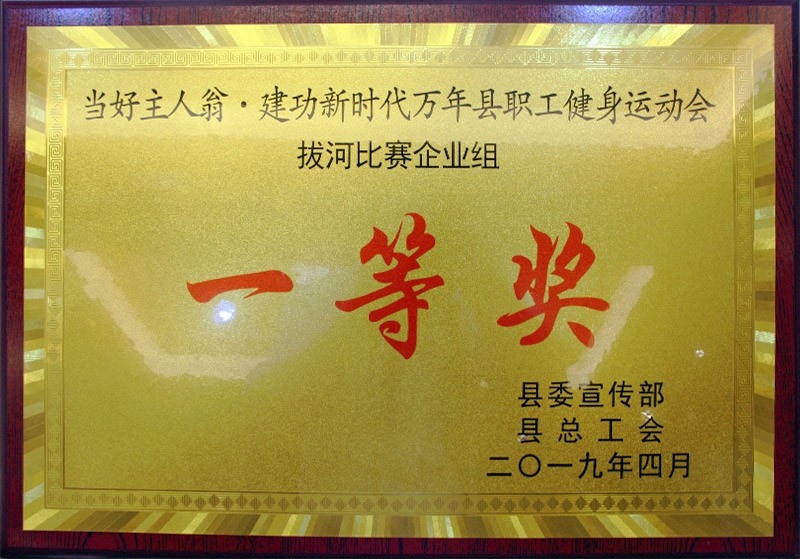 当好主人翁·建功新时代万年县职工健身运动会
拔河比赛企业组
一等奖
县委宣传部
县总工会
二〇一九年四月